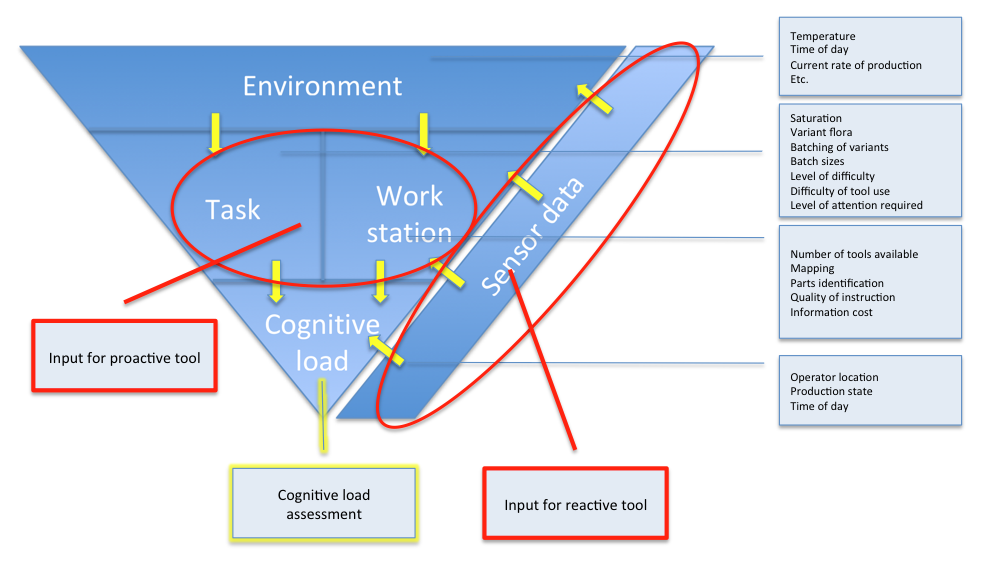 Environment
Task
Work
station
Sensor data
Cognitive
load
Input for proactive tool
Cognitive load
assessment
Input for reactive tool
Temperature
Time of day
Current rate of production
Etc.
Saturation
Variant flora
Batching of variants
Batch sizes
Level of difficulty
Difficulty of tool use
Level of attention required
Number of tools available
Mapping
Parts identification
Quality of instruction
Information cost
Operator location
Production state
Time of day